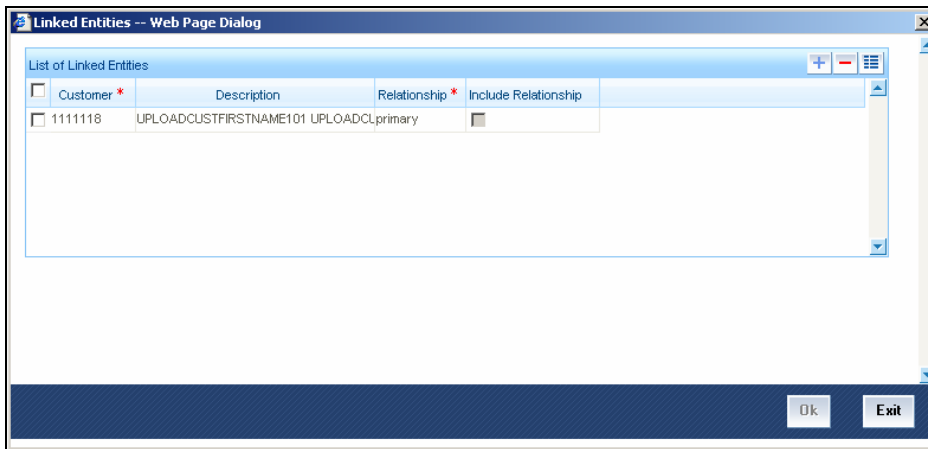 Linked Entities -- Web Page Dialog
List of Linked Entities
Customer * Description Relationship * Include Relationship
1111118 UPLOADCUSTFIRSTNAME101 UPLOADCU primary
Ok Exit